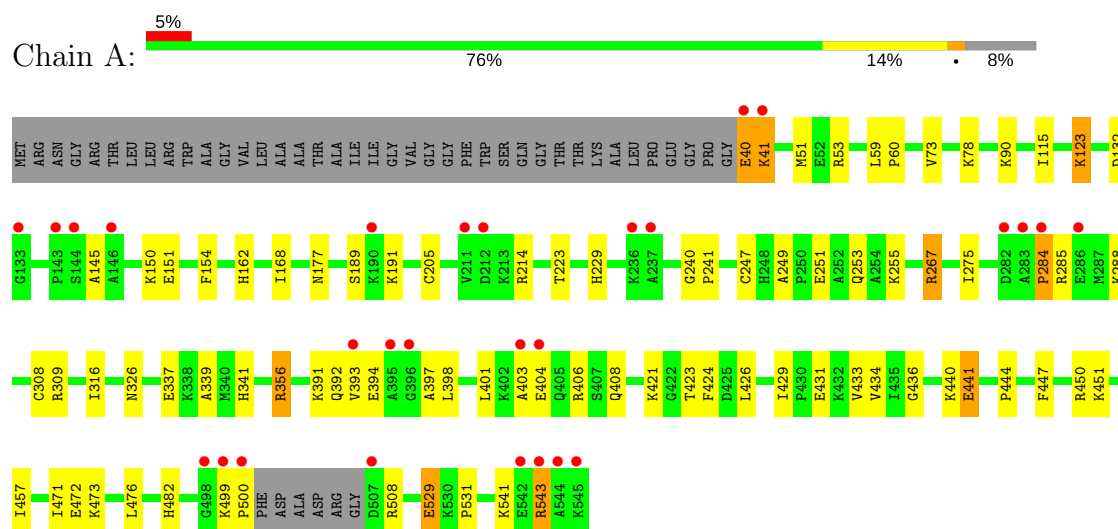 5%
Chain A:
76% 14% • 8%
MET ARG ASN GLY ARG THR LEU LEU ARG TRP ALA GLY VAL LEU ALA ALA THR ALA ILE ILE GLY VAL GLY GLY PHE TRP SER GLN GLY THR THR LYS ALA LEU PRO GLU GLY PRO GLY E40 K41 M51 E52 R53 L59 P60 V73 K78 K90 I115 K123 D132
G133 P143 S144 A145 A146 K150 E151 F154 H162 I168 N177 S189 K190 K191 C205 V211 D212 K213 R214 T223 H229 K236 A237 G240 P241 C247 H248 A249 P250 E251 A252 Q253 A254 K255 R267 I275 D282 A283 P284 R285 E286 M287 K288
C308 R309 I316 N326 E337 K338 A339 M340 H341 R356 K391 Q392 V393 E394 A395 G396 A397 L398 L401 K402 A403 E404 Q405 R406 S407 Q408 K421 G422 T423 F424 D425 L426 I429 P430 E431 K432 V433 V434 I435 G436 K440 E441 P444 F447 R450 K451
I457 I471 E472 K473 L476 H482 G498 K499 P500 PHE ASP ALA ASP ARG GLY D507 R508 E529 K530 P531 K541 E542 R543 A544 K545